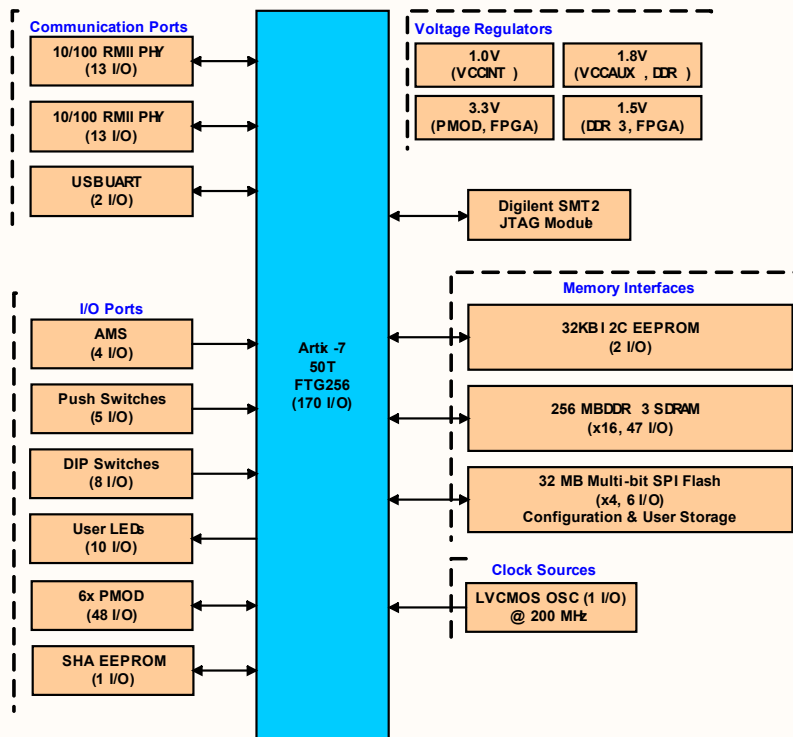 Communication Ports
10/100 RMII PHY
(13 I/O)
10/100 RMII PHY
(13 I/O)
USBUART
(2 I/O)
I/O Ports
AMS
(4 I/O)
Push Switches
(5 I/O)
DIP Switches
(8 I/O)
User LEDs
(10 I/O)
6x PMOD
(48 I/O)
SHA EEPROM
(1 I/O)
Artix -7
50T
FTG256
(170 I/O)
Voltage Regulators
1.0V
(VCCINT )
1.8V
(VCCAUX , DDR )
3.3V
(PMOD, FPGA)
1.5V
(DDR 3, FPGA)
Digilent SMT2
JTAG Module
Memory Interfaces
32KB I 2C EEPROM
(2 I/O)
256 MBDDR 3 SDRAM
(x16, 47 I/O)
32 MB Multi-bit SPI Flash
(x4, 6 I/O)
Configuration & User Storage
Clock Sources
LVCMOS OSC (1 I/O)
@ 200 MHz